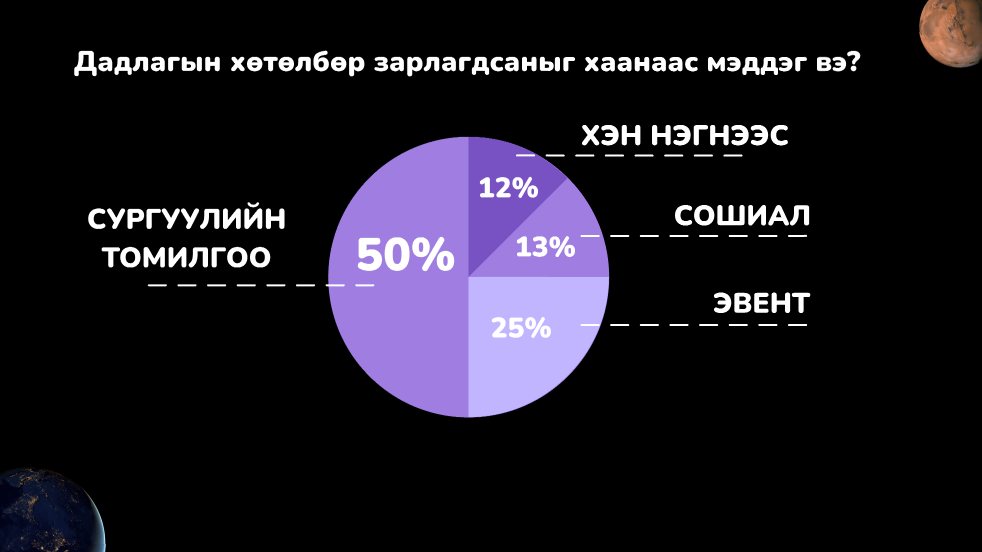 Дадлагын хөтөлбөр зарлагдсаныг хаанаас мэддэг вэ?
ХЭН НЭГНЭЭС
12%
СОШИАЛ
13%
СУРГУУЛИЙН
ТОМИЛГОО
50%
ЭВЕНТ
25%